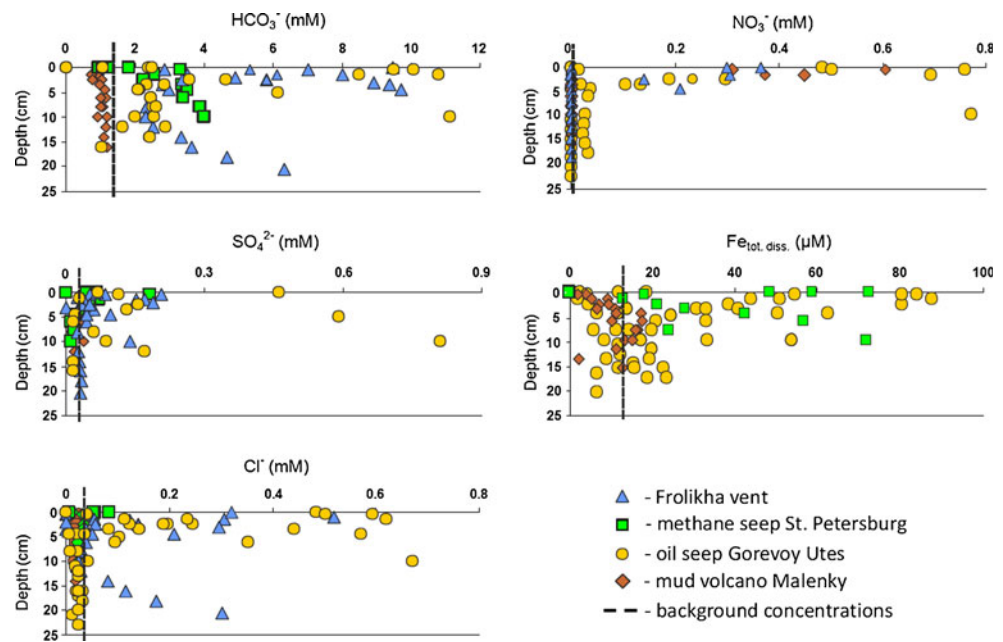 HCO₃⁻ (mM)
0 2 4 6 8 10 12
0
5
10
15
20
25
Depth (cm)
NO₃⁻ (mM)
0 0.2 0.4 0.6 0.8
0
5
10
15
20
25
Depth (cm)
SO₄²⁻ (mM)
0 0.3 0.6 0.9
0
5
10
15
20
25
Depth (cm)
Fe tot. diss. (µM)
0 20 40 60 80 100
0
5
10
15
20
25
Depth (cm)
Cl⁻ (mM)
0 0.2 0.4 0.6 0.8
0
5
10
15
20
25
Depth (cm)
- Frolikha vent
- methane seep St. Petersburg
- oil seep Gorevoy Utes
- mud volcano Malenky
- background concentrations